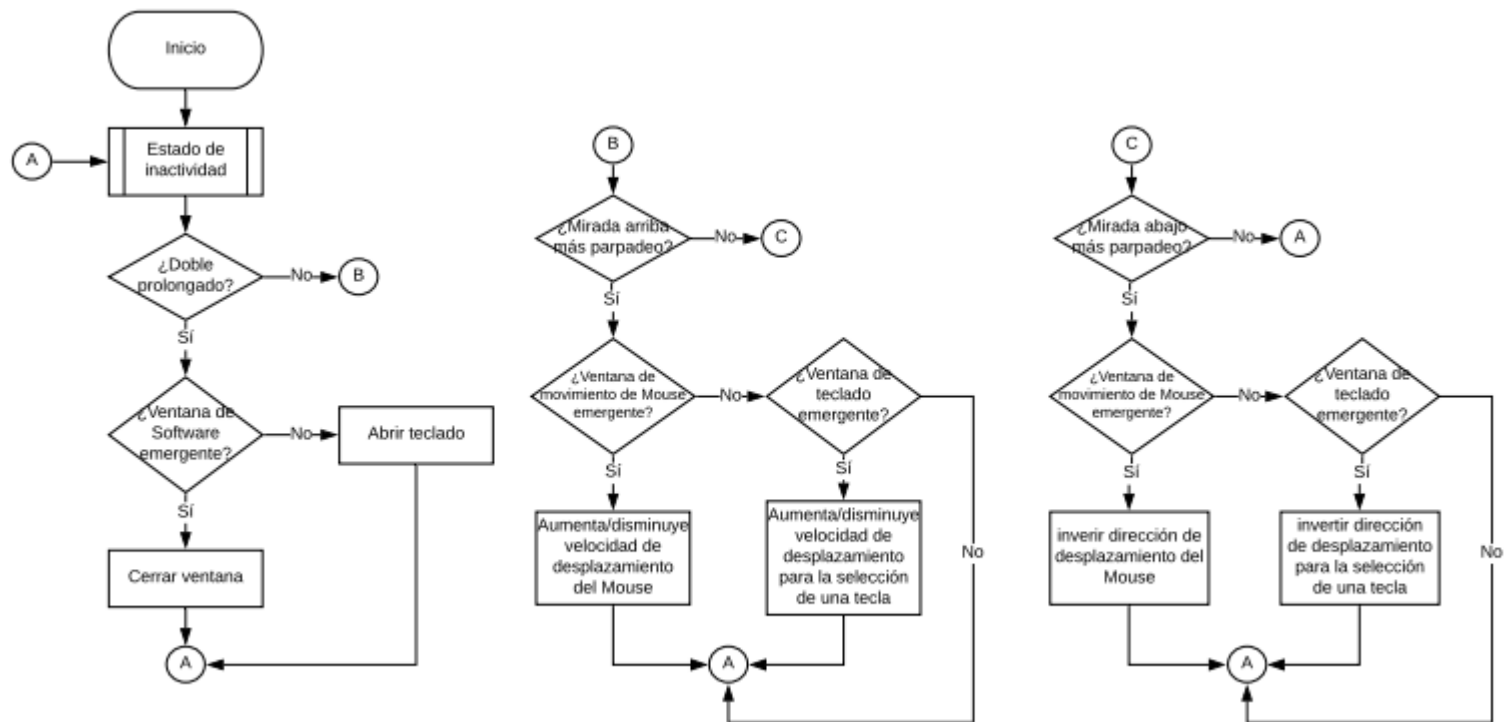 Inicio
A
Estado de
inactividad
¿Doble
prolongado?
No
B
Sí
¿Ventana de
Software
emergente?
No
Abrir teclado
Sí
Cerrar ventana
A
B
¿Mirada arriba
más parpadeo?
No
C
Sí
¿Ventana de
movimiento de Mouse
emergente?
No
¿Ventana de
teclado
emergente?
Sí
Sí
Aumenta/disminuye
velocidad de
desplazamiento
del Mouse
Aumenta/disminuye
velocidad de
desplazamiento
para la selección
de una tecla
No
A
C
¿Mirada abajo
más parpadeo?
No
A
Sí
¿Ventana de
movimiento de Mouse
emergente?
No
¿Ventana de
teclado
emergente?
Sí
Sí
inverir dirección de
desplazamiento del
Mouse
invertir dirección
de desplazamiento
para la selección
de una tecla
No
A